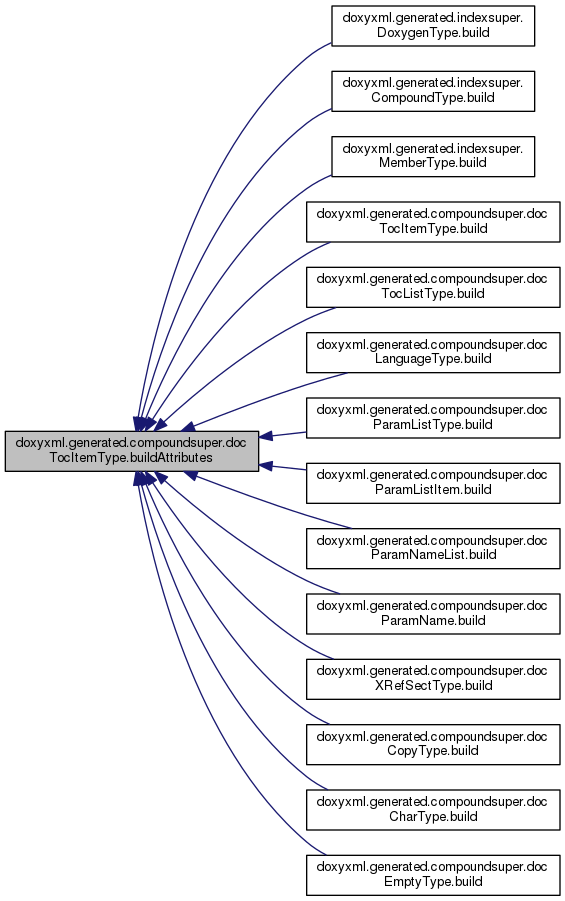 doxyxml.generated.indexsuper.
DoxygenType.build
doxyxml.generated.indexsuper.
CompoundType.build
doxyxml.generated.indexsuper.
MemberType.build
doxyxml.generated.compoundsuper.doc
TocItemType.build
doxyxml.generated.compoundsuper.doc
TocListType.build
doxyxml.generated.compoundsuper.doc
LanguageType.build
doxyxml.generated.compoundsuper.doc
ParamListType.build
doxyxml.generated.compoundsuper.doc
TocItemType.buildAttributes
doxyxml.generated.compoundsuper.doc
ParamListItem.build
doxyxml.generated.compoundsuper.doc
ParamNameList.build
doxyxml.generated.compoundsuper.doc
ParamName.build
doxyxml.generated.compoundsuper.doc
XRefSectType.build
doxyxml.generated.compoundsuper.doc
CopyType.build
doxyxml.generated.compoundsuper.doc
CharType.build
doxyxml.generated.compoundsuper.doc
EmptyType.build